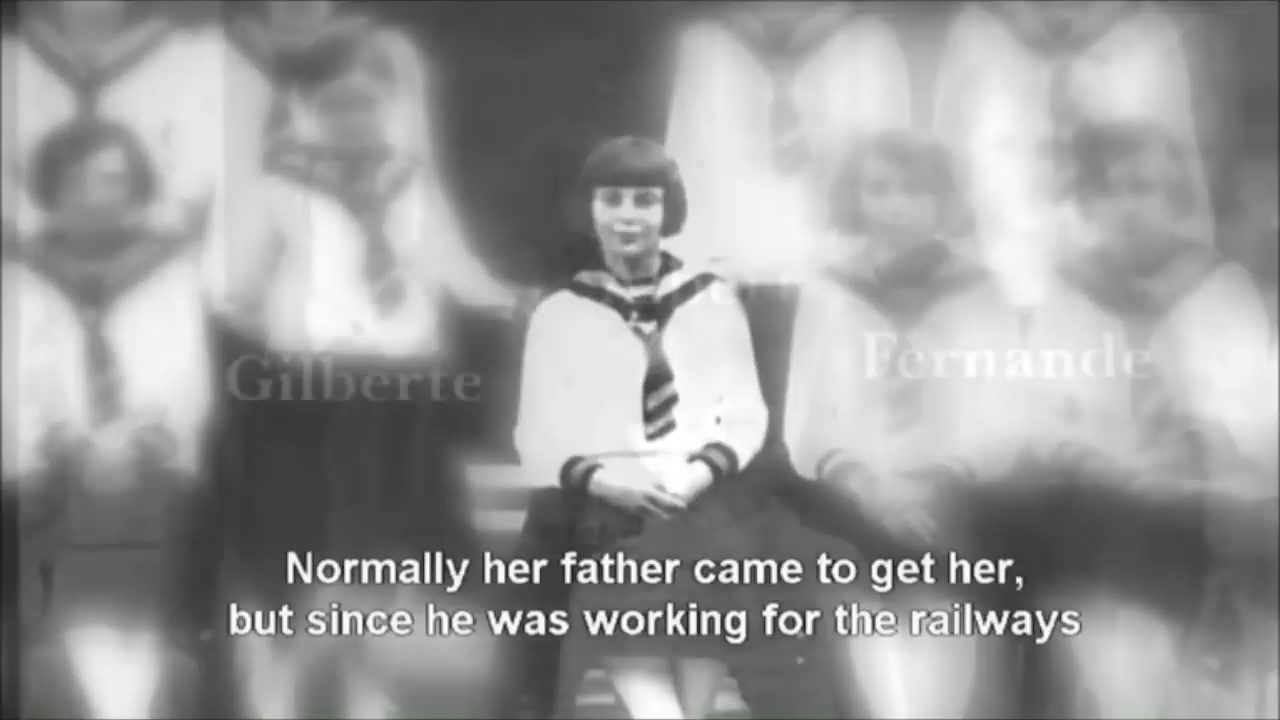 Gilberte
Fernande
Normally her father came to get her,
but since he was working for the railways